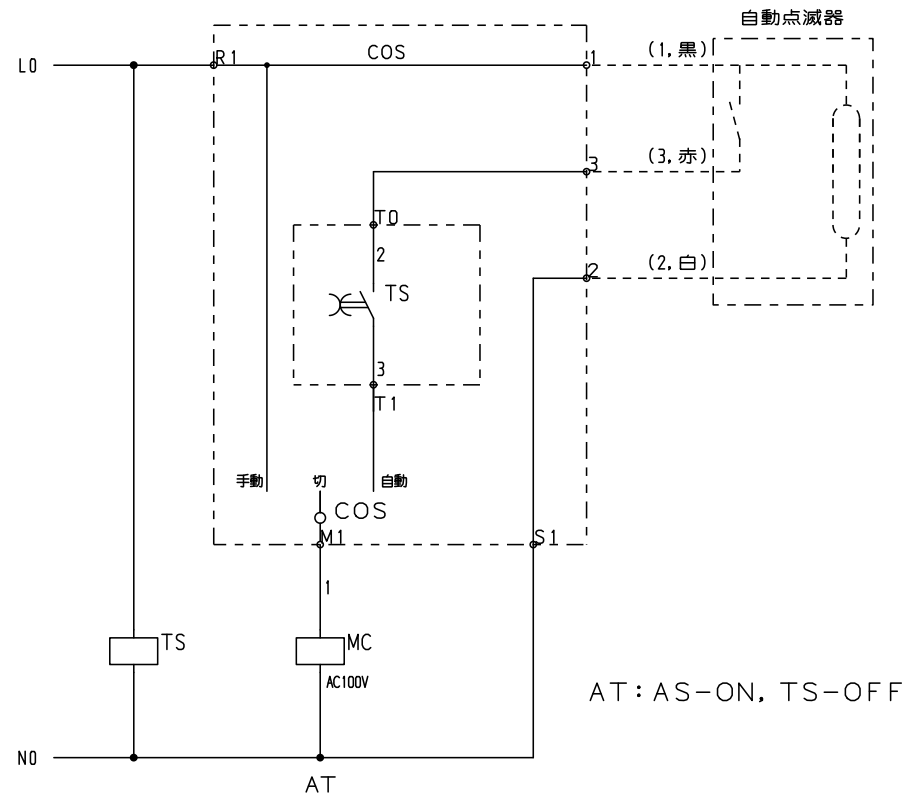 自動点滅器
L0
R1
COS
1
(1,黒)
3
(3,赤)
T0
2
2
(2,白)
TS
3
T1
手動
切
自動
COS
M1
S1
1
TS
MC
AC100V
AT:AS-ON,TS-OFF
N0
AT